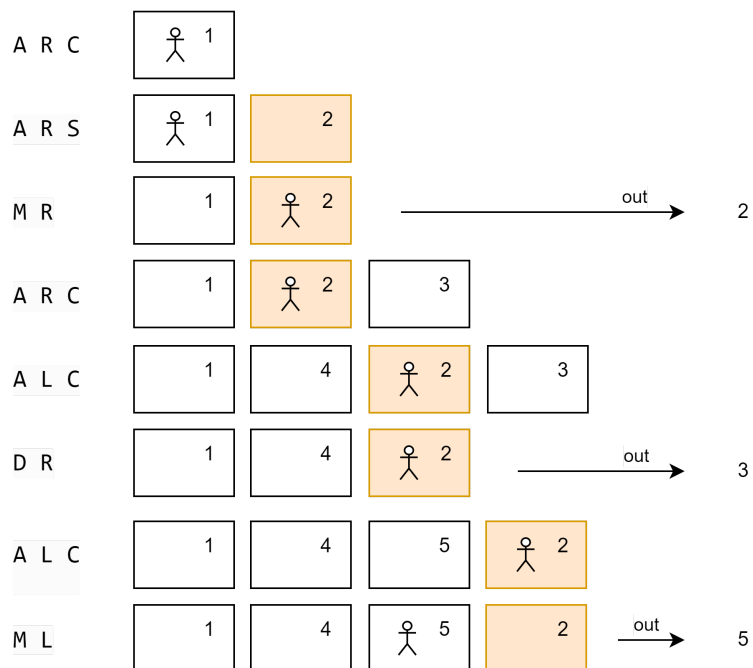 A R C 1
A R S 1 2
M R 1 2 out 2
A R C 1 2 3
A L C 1 4 2 3
D R 1 4 2 out 3
A L C 1 4 5 2
M L 1 4 5 2 out 5